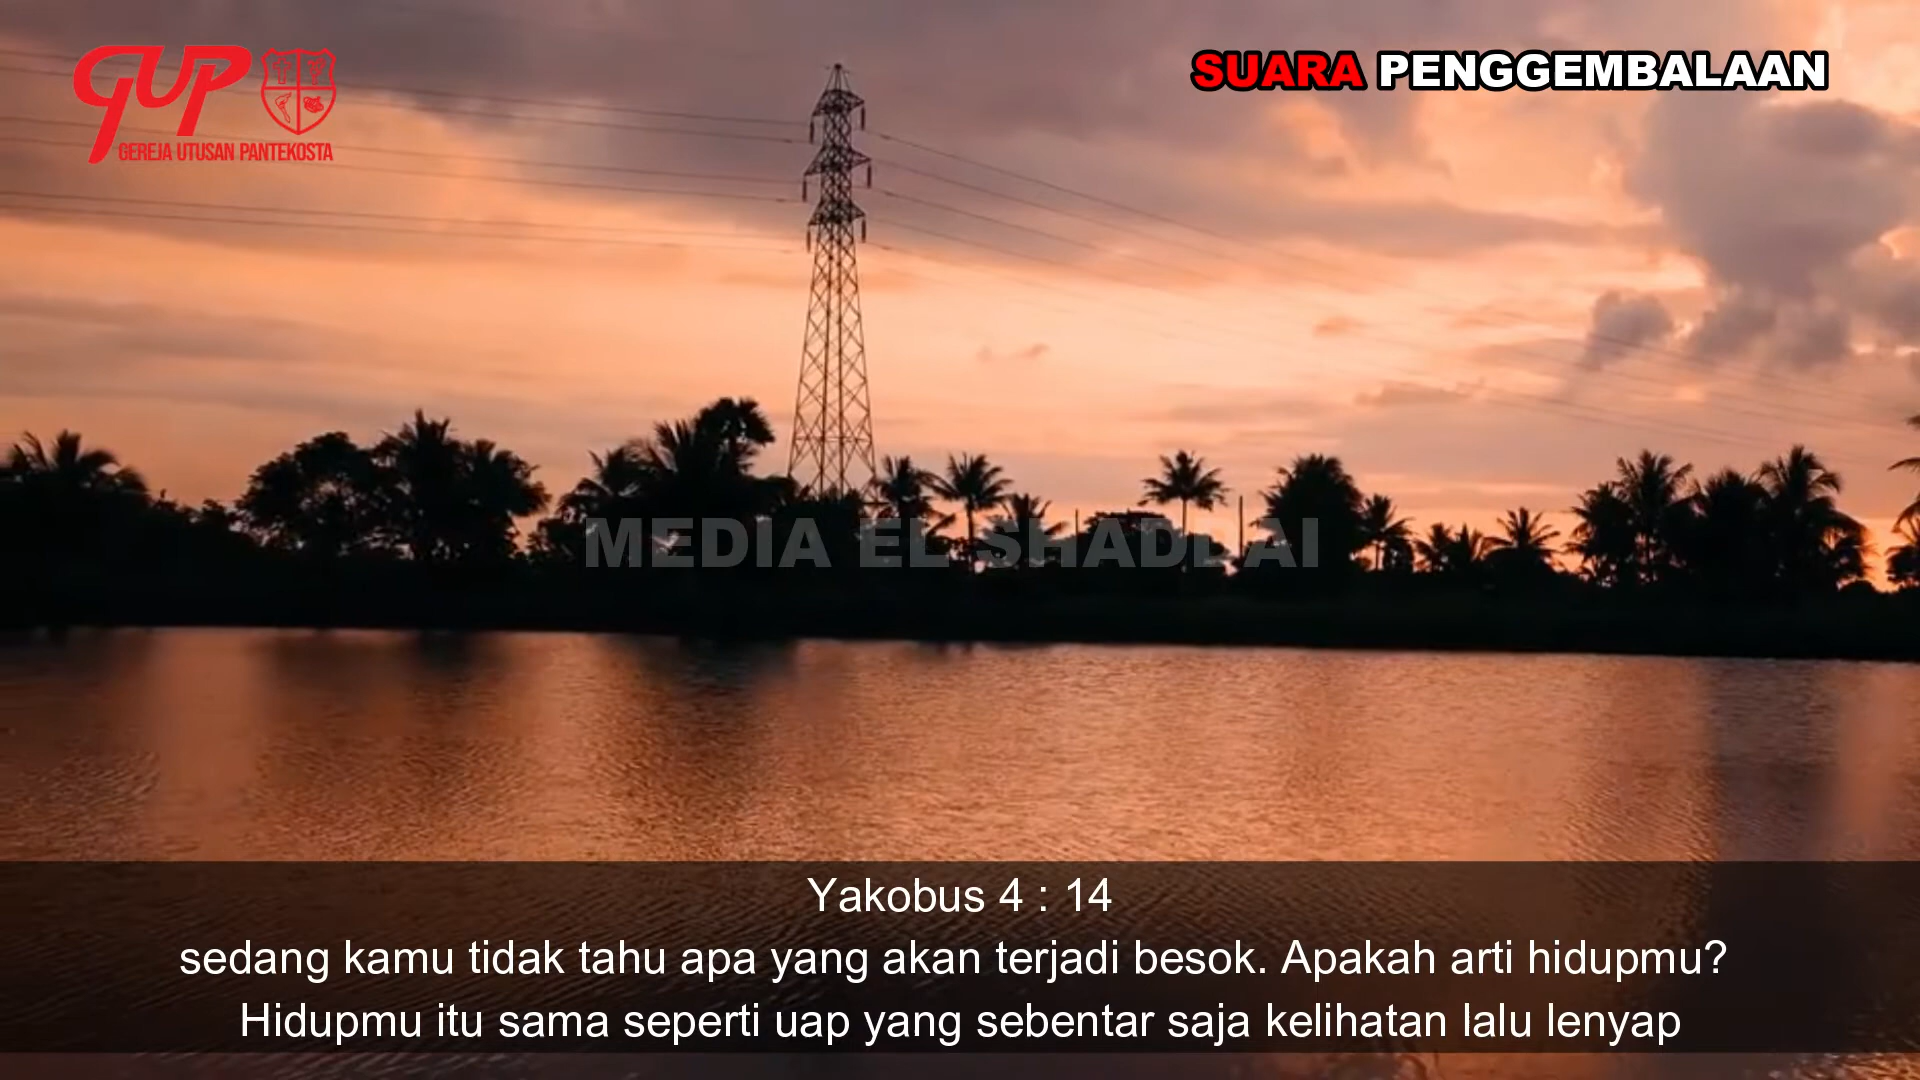 GUP
GEREJA UTUSAN PANTEKOSTA
SUARA PENGGEMBALAAN
MEDIA EL SHADDAI
Yakobus 4 : 14
sedang kamu tidak tahu apa yang akan terjadi besok. Apakah arti hidupmu?
Hidupmu itu sama seperti uap yang sebentar saja kelihatan lalu lenyap